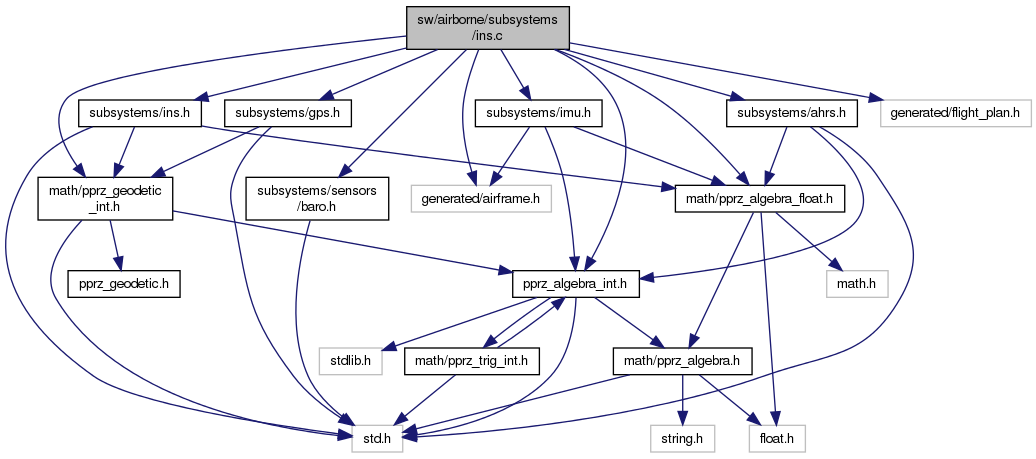 sw/airborne/subsystems
/ins.c
subsystems/ins.h
subsystems/gps.h
subsystems/imu.h
subsystems/ahrs.h
generated/flight_plan.h
math/pprz_geodetic
_int.h
subsystems/sensors
/baro.h
generated/airframe.h
math/pprz_algebra_float.h
pprz_geodetic.h
pprz_algebra_int.h
math.h
stdlib.h
math/pprz_trig_int.h
math/pprz_algebra.h
std.h
string.h
float.h